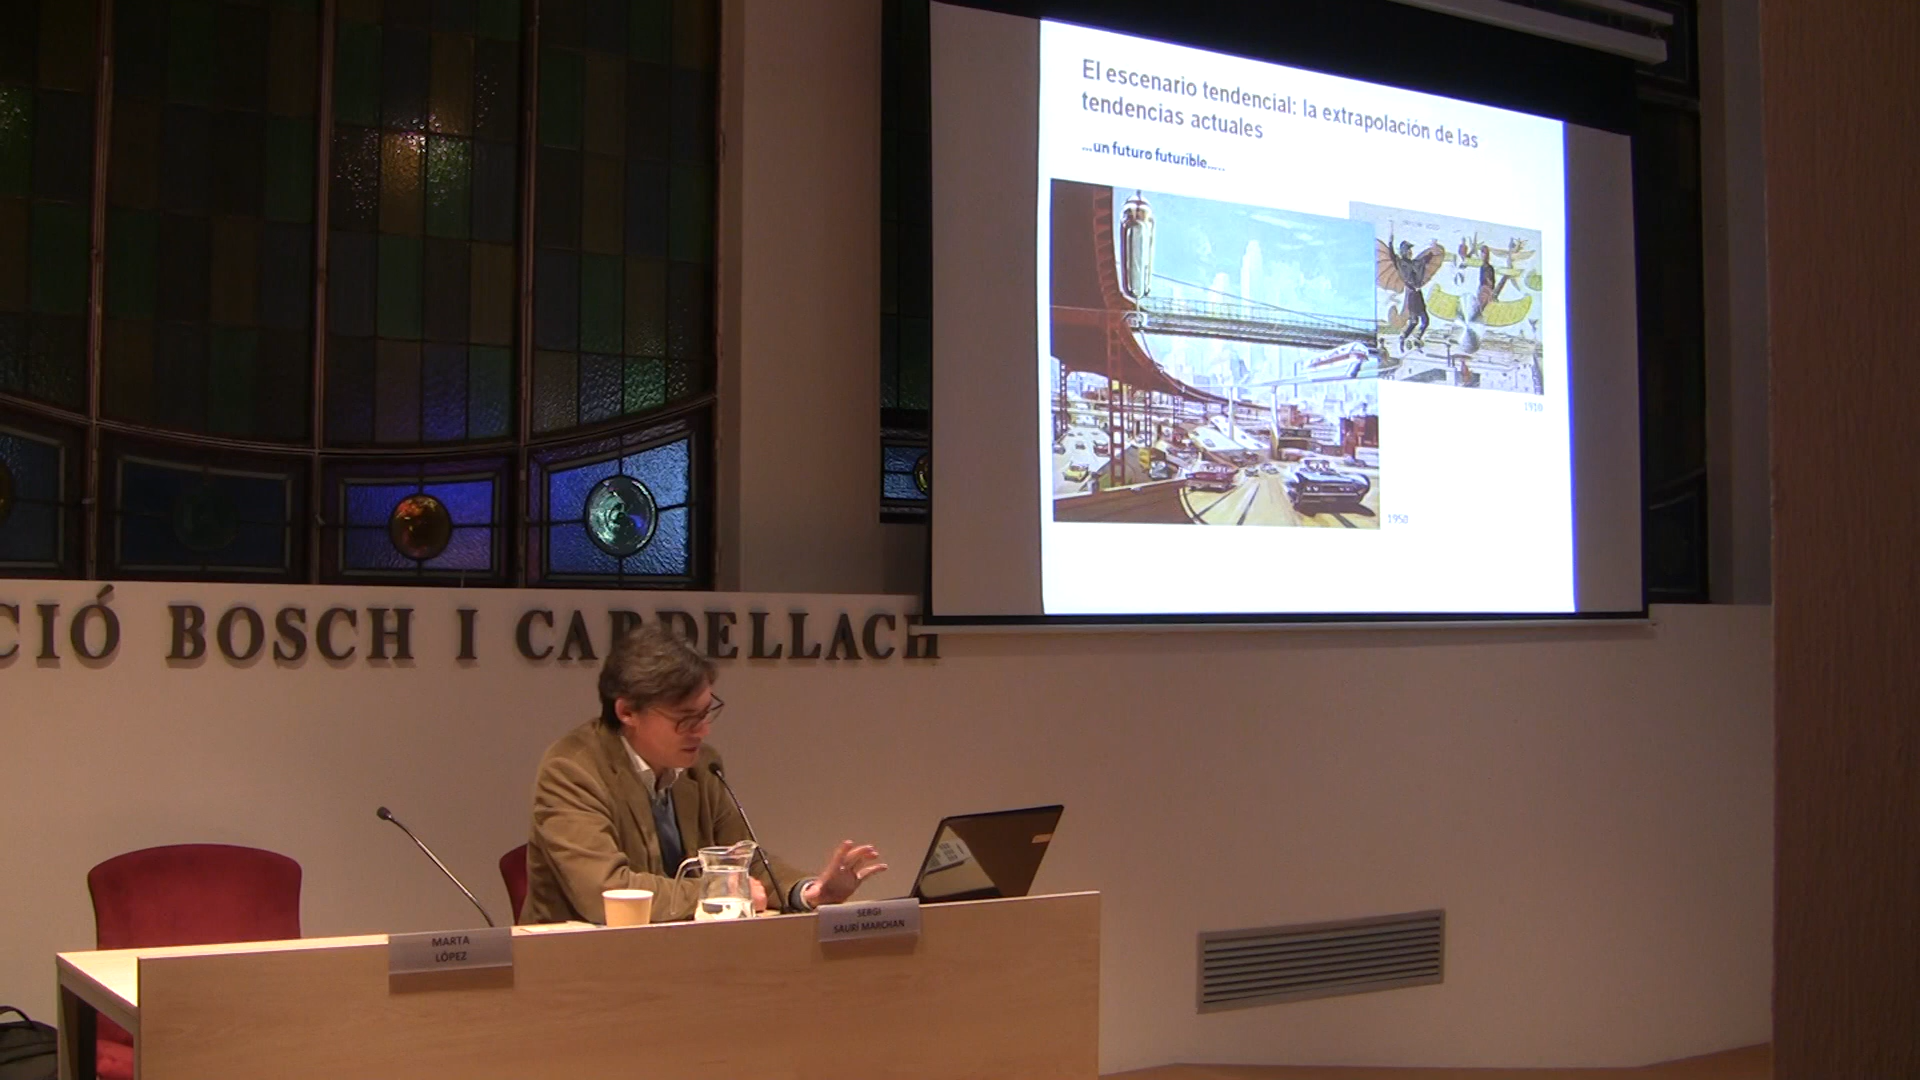 El escenario tendencial: la extrapolación de las
tendencias actuales
...un futuro futurible.....
1910
1950
CIÓ BOSCH I CARDELLACH
MARTA
LÓPEZ
SERGI
SAURÍ MARCHAN